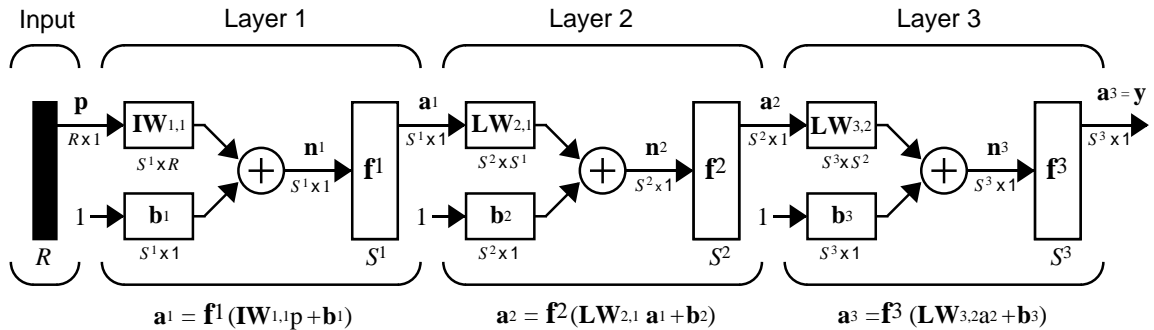 Input Layer 1 Layer 2 Layer 3
p a1 a2 a3 = y
IW1,1 LW2,1 LW3,2
R x 1 S1 x 1 S2 x 1 S3 x 1
S1 x R n1 S2 x S1 n2 S3 x S2 n3
f1 f2 f3
S1 x 1 S2 x 1 S3 x 1
1 b1 1 b2 1 b3
S1 x 1 S2 x 1 S3 x 1
R S1 S2 S3
a1 = f1 (IW1,1p +b1) a2 = f2 (LW2,1 a1 +b2) a3 =f3 (LW3,2a2 +b3)